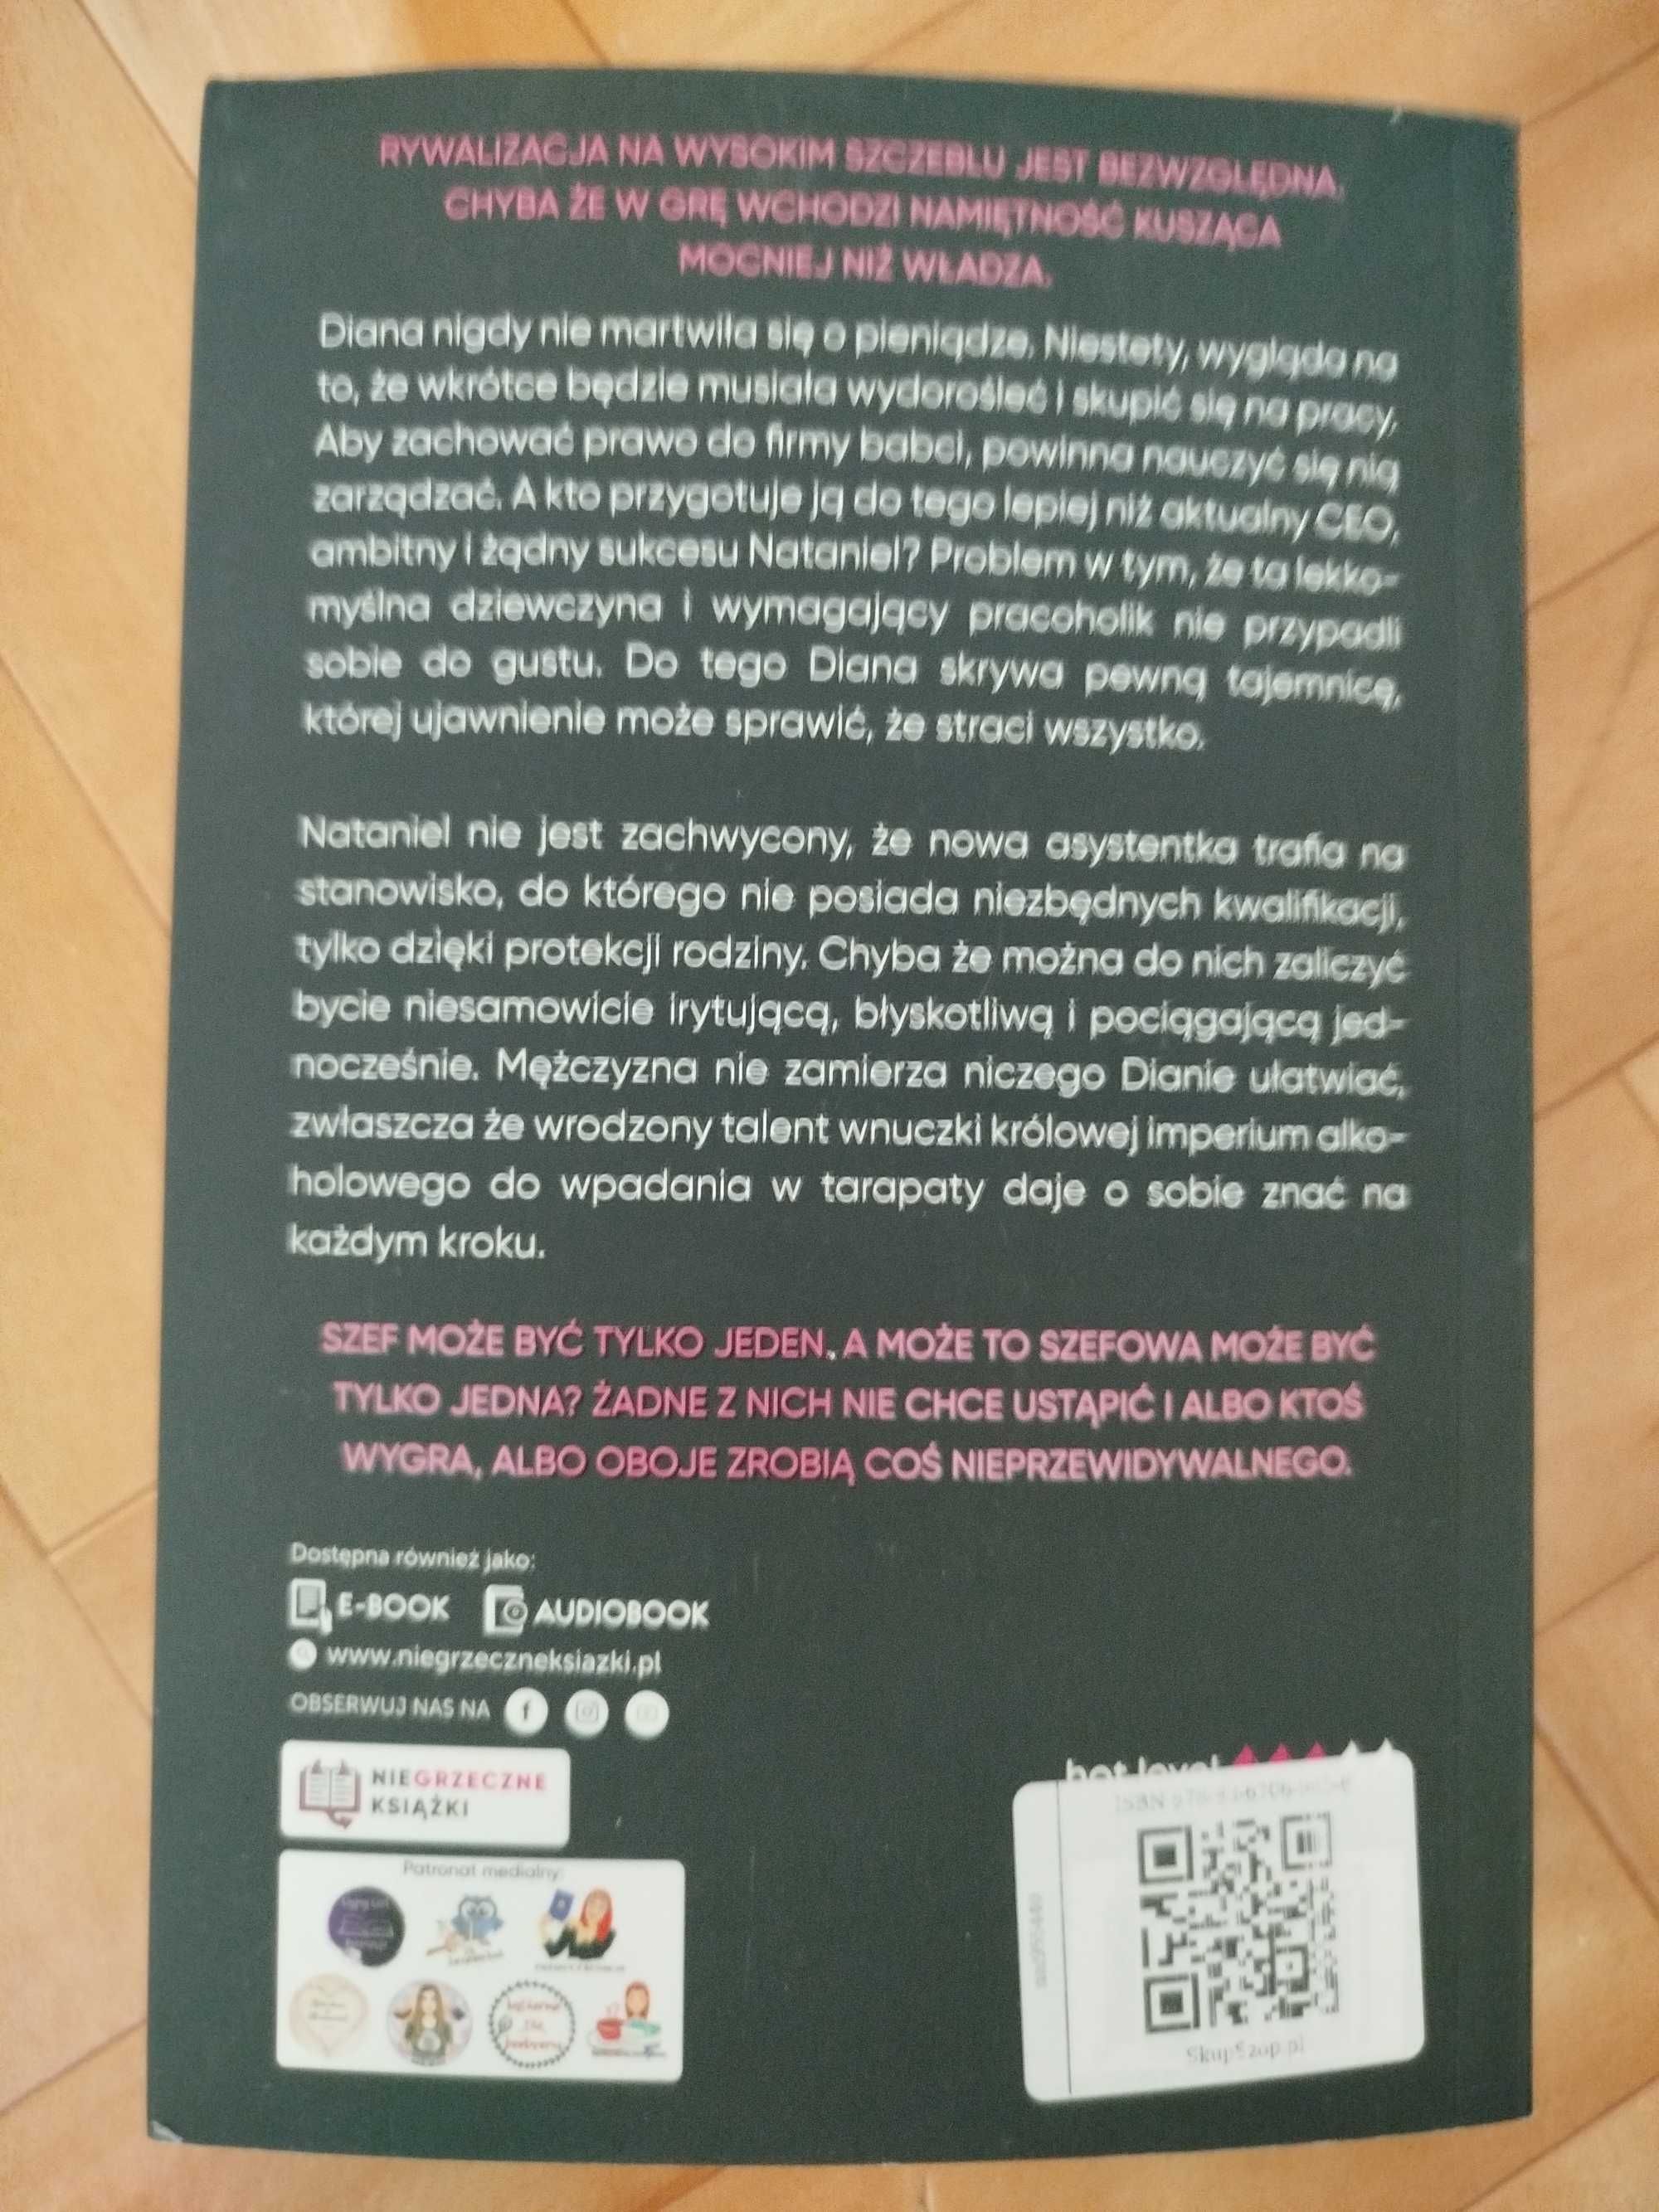 RYWALIZACJA NA WYSOKIM SZCZEBLU JEST BEZWZGLĘDNA,
CHYBA ŻE W GRĘ WCHODZI NAMIĘTNOŚĆ KUSZĄCA
MOCNIEJ NIŻ WŁADZA.
Diana nigdy nie martwiła się o pieniądze. Niestety, wygląda na
to, że wkrótce będzie musiała wydorośleć i skupić się na pracy.
Aby zachować prawo do firmy babci, powinna nauczyć się nią
zarządzać. A kto przygotuje ją do tego lepiej niż aktualny CEO,
ambitny i żądny sukcesu Nataniel? Problem w tym, że ta lekko-
myślna dziewczyna i wymagający pracoholik nie przypadli
sobie do gustu. Do tego Diana skrywa pewną tajemnicę,
której ujawnienie może sprawić, że straci wszystko.
Nataniel nie jest zachwycony, że nowa asystentka trafia na
stanowisko, do którego nie posiada niezbędnych kwalifikacji,
tylko dzięki protekcji rodziny. Chyba że można do nich zaliczyć
bycie niesamowicie irytującą, błyskotliwą i pociągającą jed-
nocześnie. Mężczyzna nie zamierza niczego Dianie ułatwiać,
zwłaszcza że wrodzony talent wnuczki królowej imperium alko-
holowego do wpadania w tarapaty daje o sobie znać na
każdym kroku.
SZEF MOŻE BYĆ TYLKO JEDEN. A MOŻE TO SZEFOWA MOŻE BYĆ
TYLKO JEDNA? ŻADNE Z NICH NIE CHCE USTĄPIĆ I ALBO KTOŚ
WYGRA, ALBO OBOJE ZROBIĄ COŚ NIEPRZEWIDYWALNEGO.
Dostępna również jako:
E-BOOK AUDIOBOOK
www.niegrzeczneksiazki.pl
OBSERWUJ NAS NA
NIEGRZECZNE
KSIĄŻKI
Patronat medialny:
hot level
ISBN
SkupSzop.pl